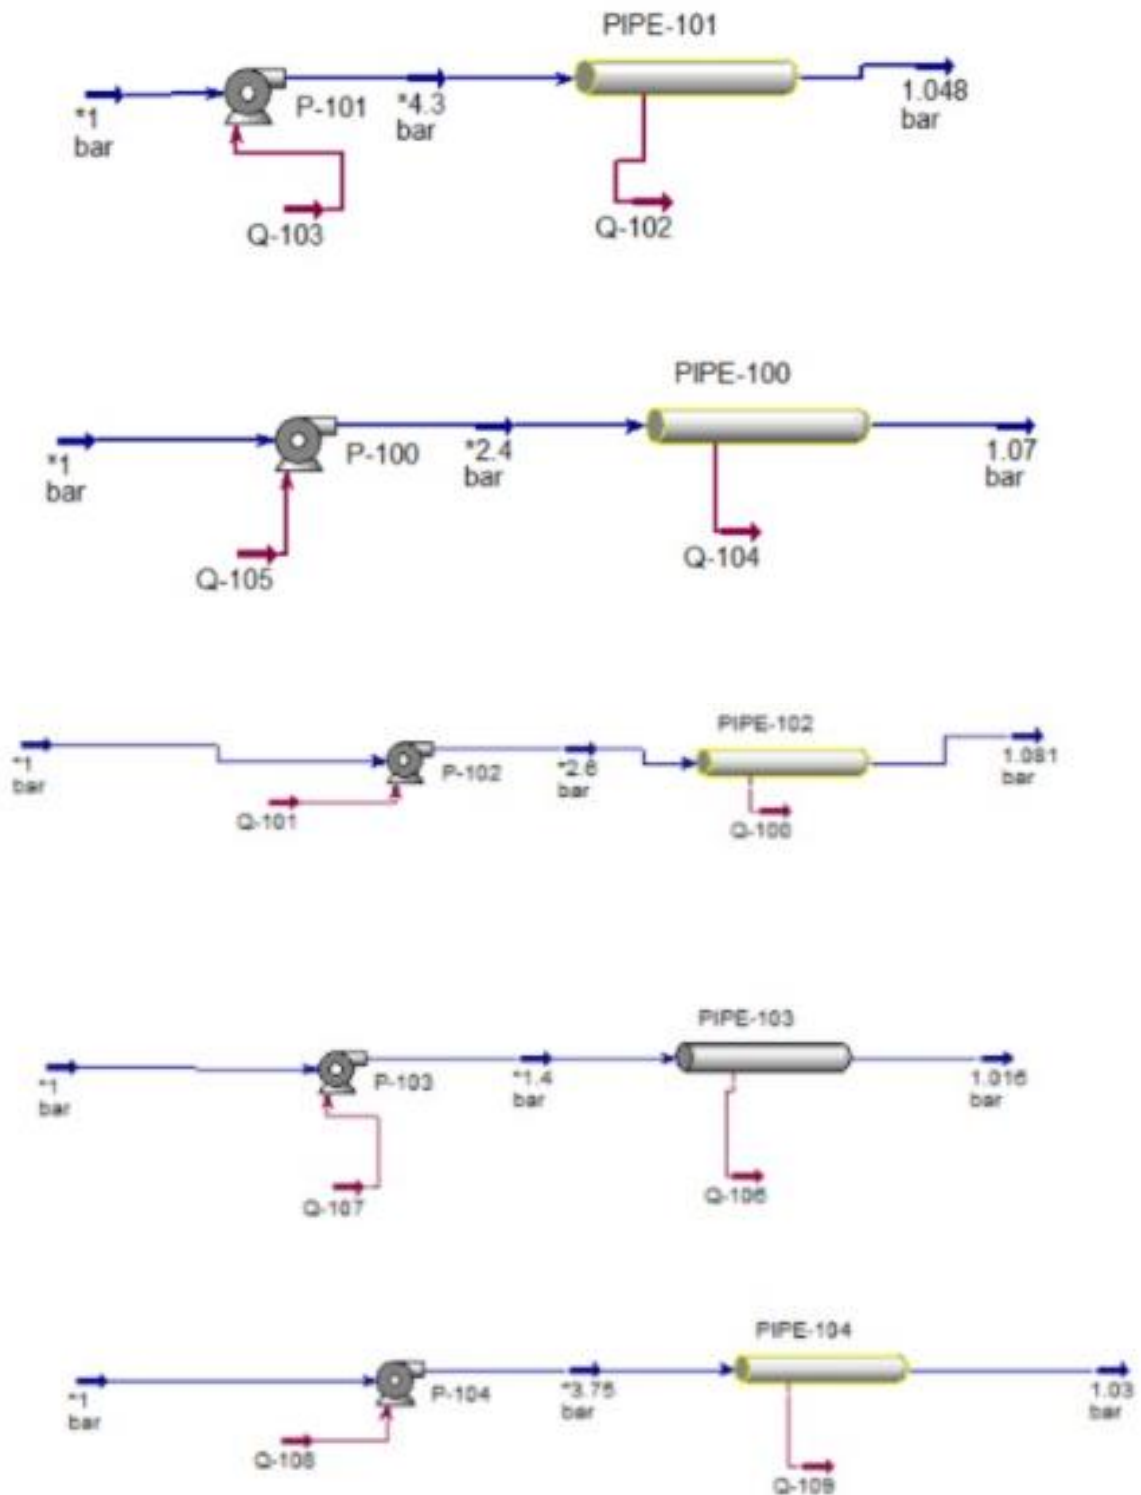 PIPE-101
*1
bar
P-101
*4.3
bar
1.048
bar
Q-103
Q-102
PIPE-100
*1
bar
P-100
*2.4
bar
1.07
bar
Q-105
Q-104
PIPE-102
*1
bar
P-102
*2.6
bar
1.081
bar
Q-101
Q-100
PIPE-103
*1
bar
P-103
*1.4
bar
1.016
bar
Q-107
Q-106
PIPE-104
*1
bar
P-104
*3.75
bar
1.03
bar
Q-108
Q-109